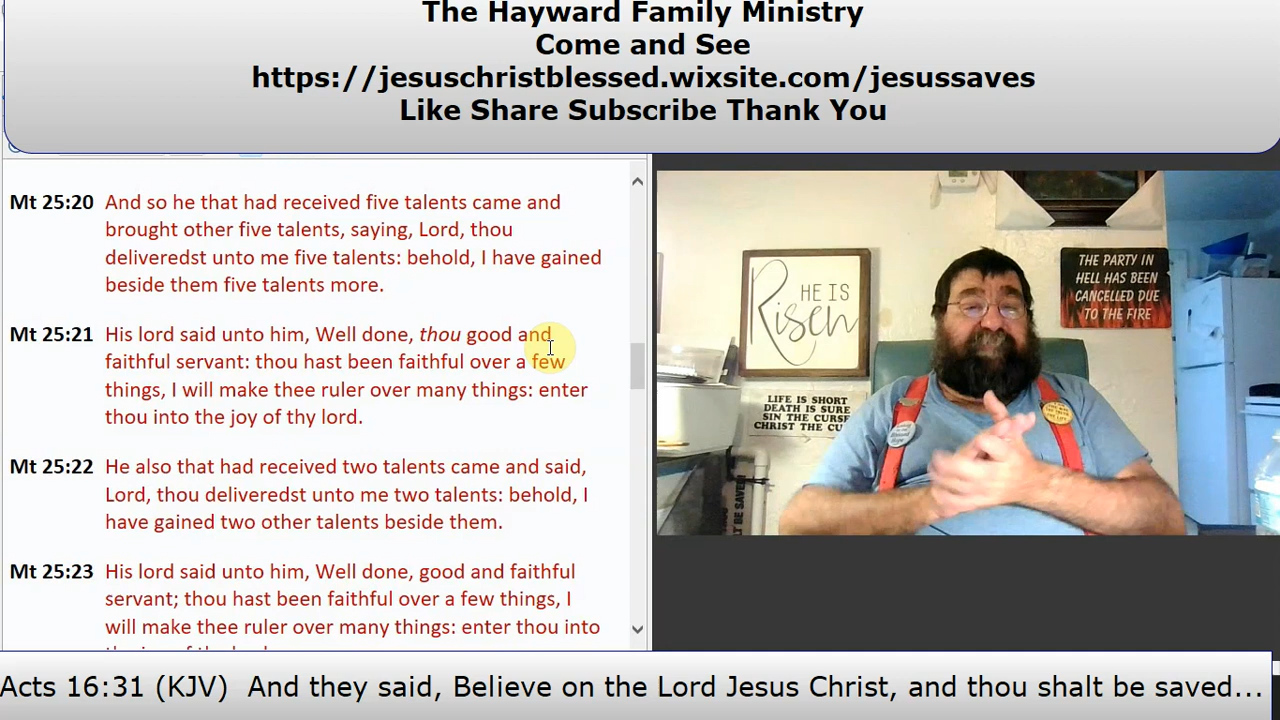 The Hayward Family Ministry
Come and See
https://jesuschristblessed.wixsite.com/jesussaves
Like Share Subscribe Thank You
Mt 25:20 And so he that had received five talents came and
brought other five talents, saying, Lord, thou
deliveredst unto me five talents: behold, I have gained
beside them five talents more.
Mt 25:21 His lord said unto him, Well done, thou good and
faithful servant: thou hast been faithful over a few
things, I will make thee ruler over many things: enter
thou into the joy of thy lord.
Mt 25:22 He also that had received two talents came and said,
Lord, thou deliveredst unto me two talents: behold, I
have gained two other talents beside them.
Mt 25:23 His lord said unto him, Well done, good and faithful
servant; thou hast been faithful over a few things, I
will make thee ruler over many things: enter thou into
HE IS
Risen
THE PARTY IN
HELL HAS BEEN
CANCELLED DUE
TO THE FIRE
LIFE IS SHORT
DEATH IS SURE
SIN THE CURSE
CHRIST THE CU
BE SAVED!
Acts 16:31 (KJV) And they said, Believe on the Lord Jesus Christ, and thou shalt be saved...